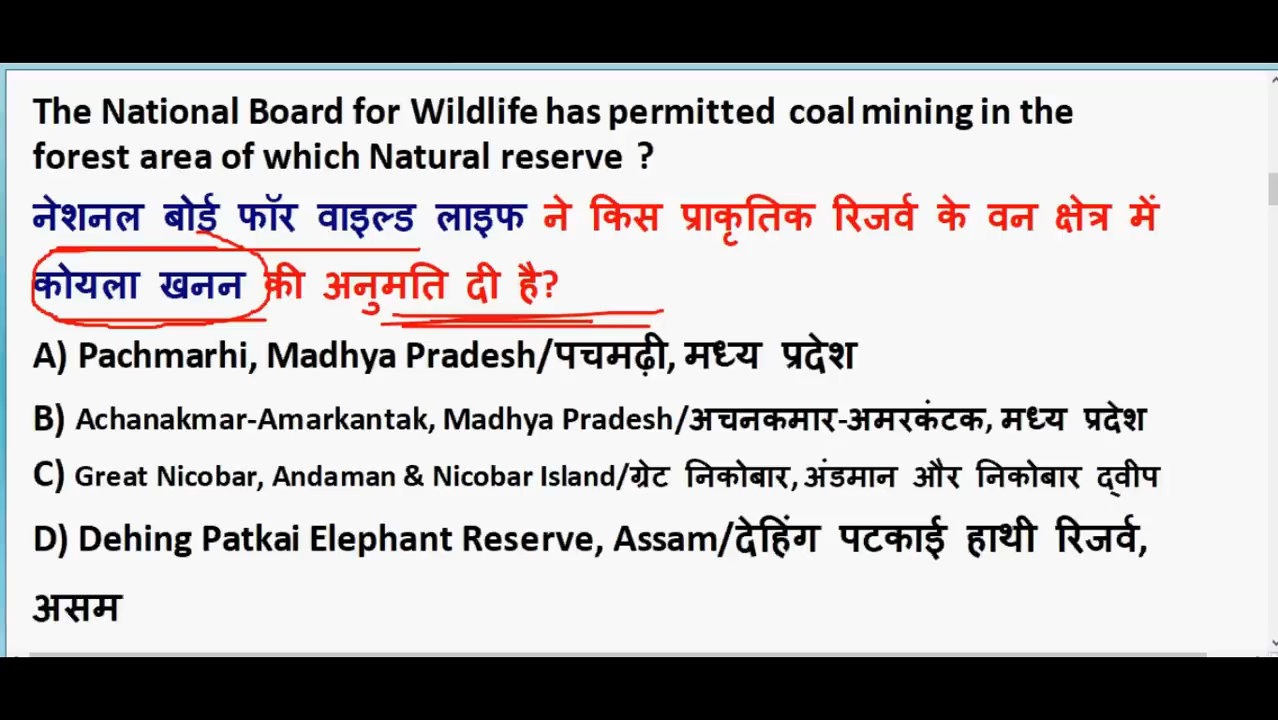 The National Board for Wildlife has permitted coal mining in the
forest area of which Natural reserve ?
नेशनल बोर्ड फॉर वाइल्ड लाइफ ने किस प्राकृतिक रिजर्व के वन क्षेत्र में
कोयला खनन की अनुमति दी है?
A) Pachmarhi, Madhya Pradesh/पचमढ़ी, मध्य प्रदेश
B) Achanakmar-Amarkantak, Madhya Pradesh/अचनकमार-अमरकंटक, मध्य प्रदेश
C) Great Nicobar, Andaman & Nicobar Island/ग्रेट निकोबार, अंडमान और निकोबार द्वीप
D) Dehing Patkai Elephant Reserve, Assam/देहिंग पटकाई हाथी रिजर्व,
असम